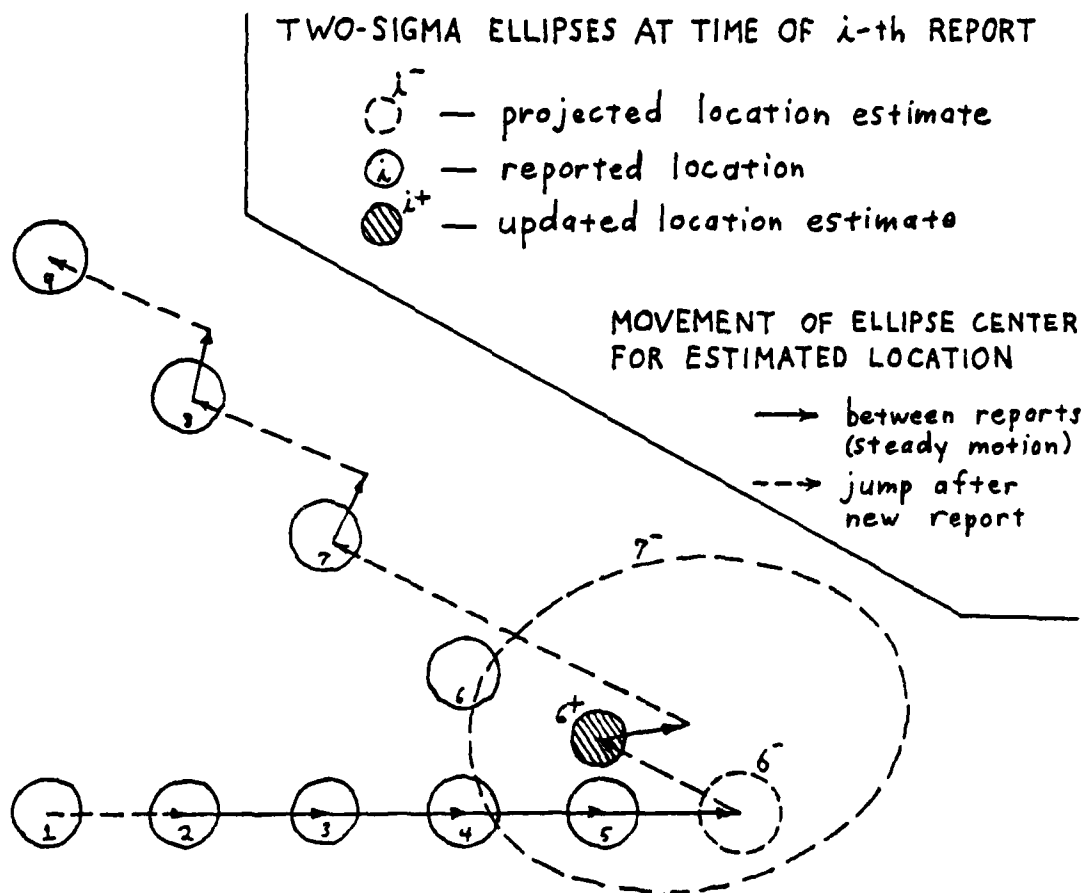 TWO-SIGMA ELLIPSES AT TIME OF i-th REPORT
i⁻
— projected location estimate
i — reported location
i⁺
— updated location estimate
9
MOVEMENT OF ELLIPSE CENTER
FOR ESTIMATED LOCATION
between reports
(steady motion)
jump after
new report
8
7
7⁻
6
6⁺
6⁻
1
2
3
4
5